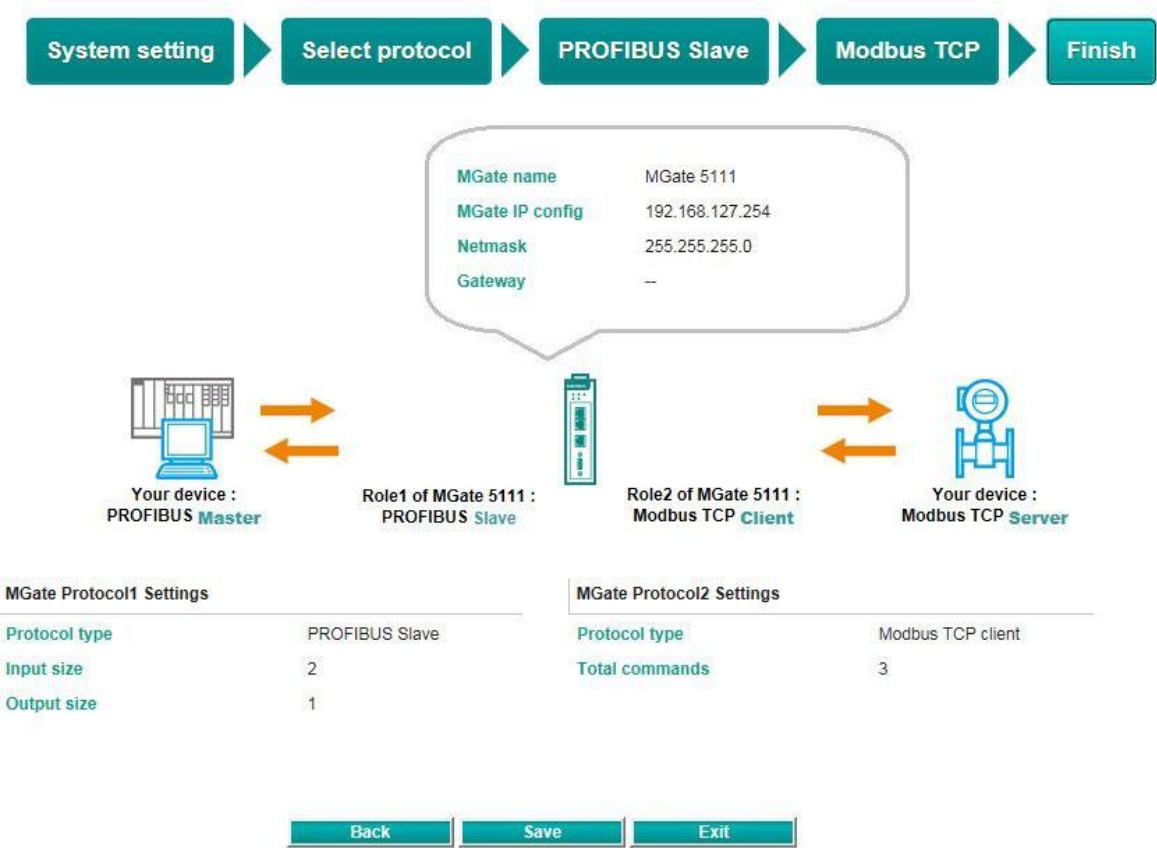 System setting
Select protocol
PROFIBUS Slave
Modbus TCP
Finish
MGate name MGate 5111
MGate IP config 192.168.127.254
Netmask 255.255.255.0
Gateway --
Your device :
PROFIBUS Master
Role1 of MGate 5111 :
PROFIBUS Slave
Role2 of MGate 5111 :
Modbus TCP Client
Your device :
Modbus TCP Server
MGate Protocol1 Settings
Protocol type PROFIBUS Slave
Input size 2
Output size 1
MGate Protocol2 Settings
Protocol type Modbus TCP client
Total commands 3
Back
Save
Exit